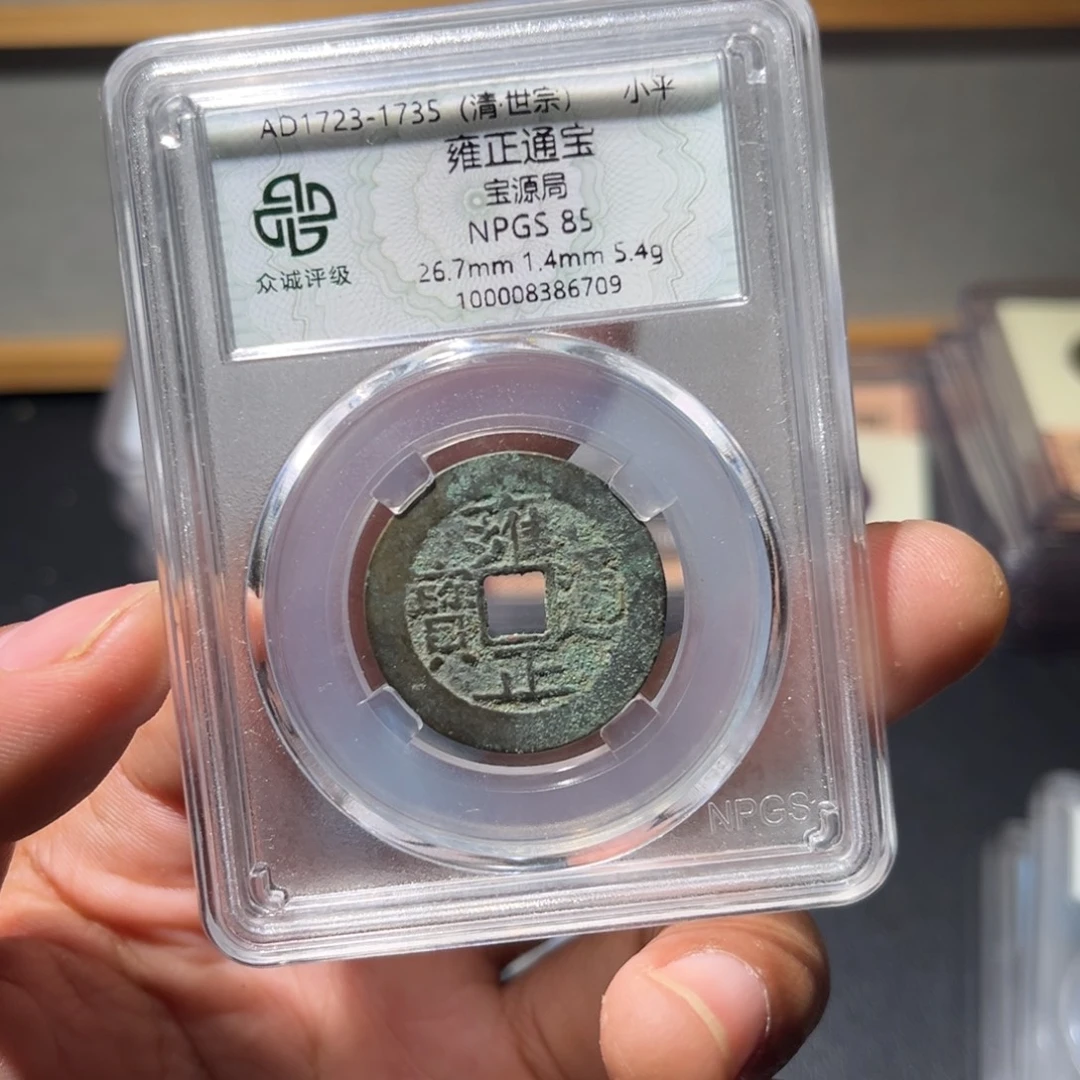 AD1723-1735 (清·世宗) 小平
雍正通宝
宝源局
NPGS 85
26.7mm 1.4mm 5.4g
100008386709
众诚评级
雍正通寶
NPGS